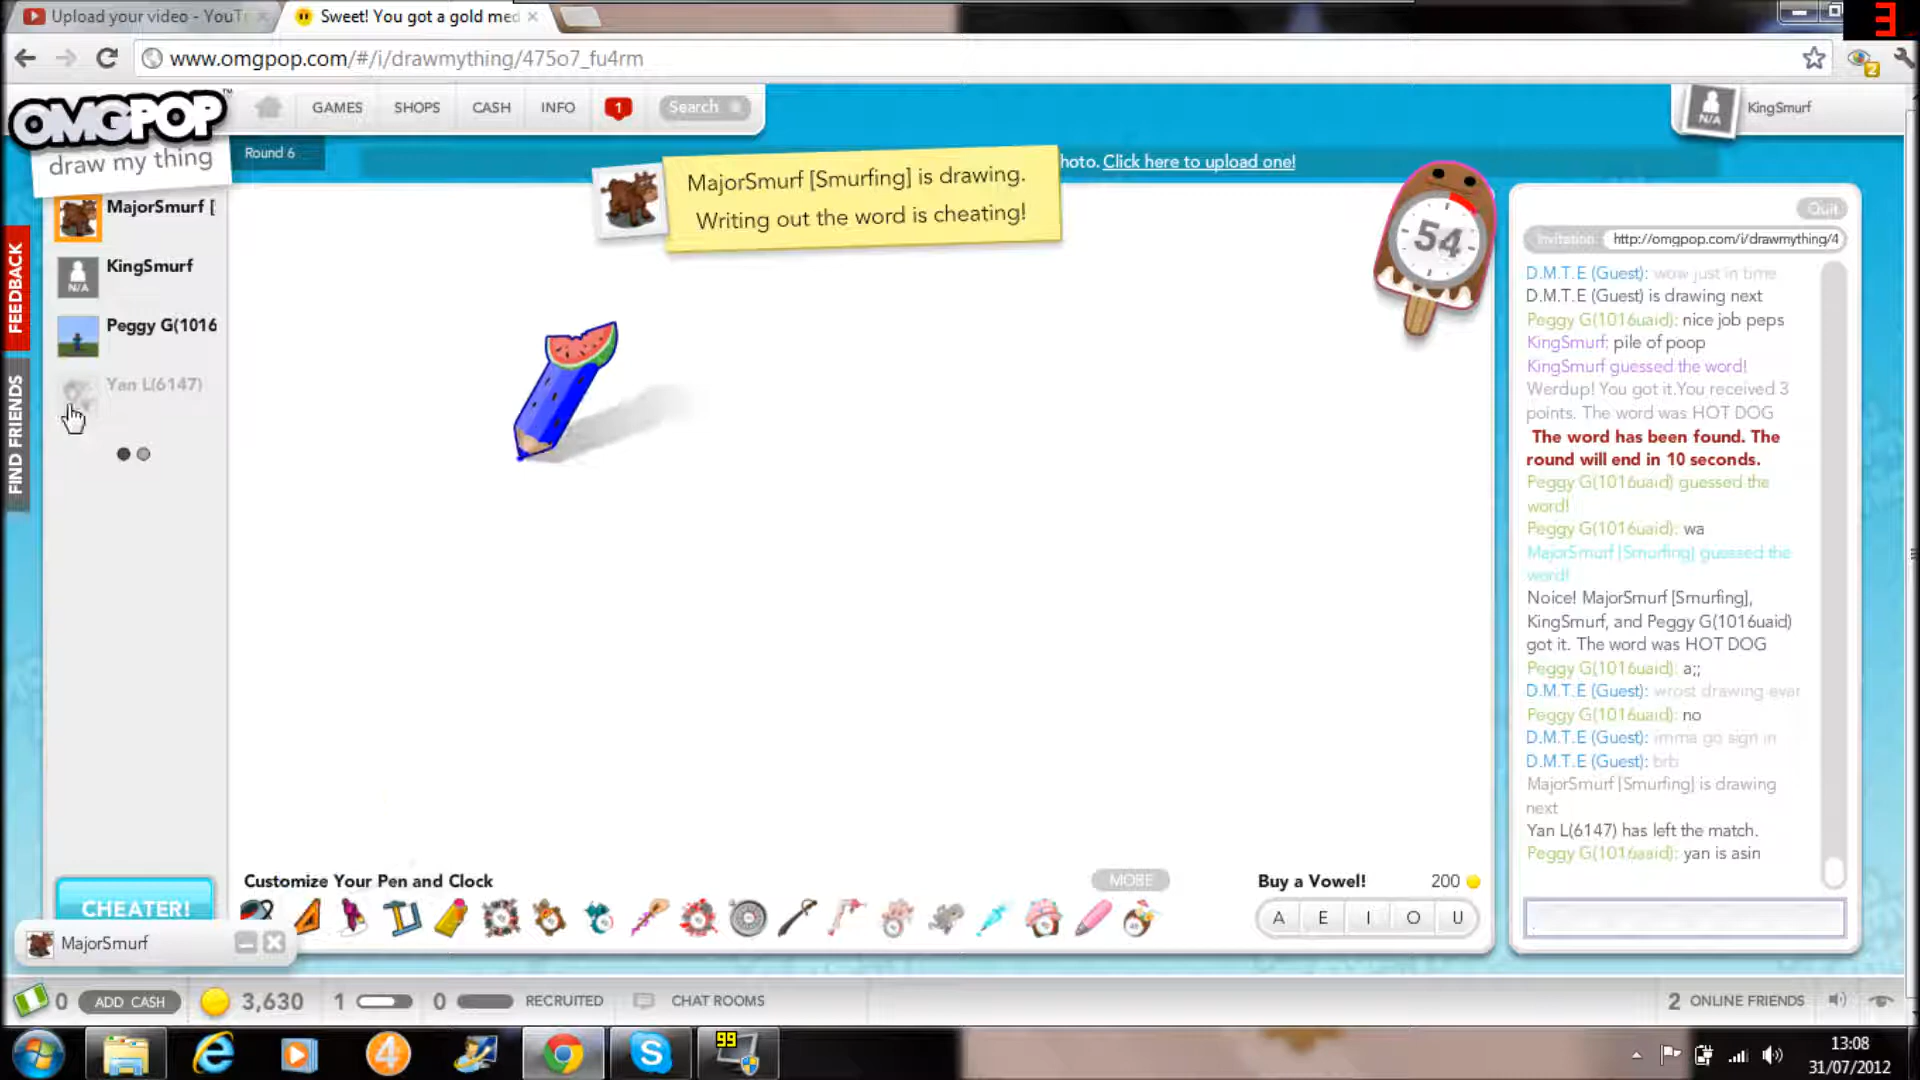 Upload your video - YouTu
Sweet! You got a gold med
3
www.omgpop.com/#/i/drawmything/475o7_fu4rm
2
OMGPOP™
draw my thing
GAMES
SHOPS
CASH
INFO
1
Search
N/A
KingSmurf
Round 6
hoto. Click here to upload one!
MajorSmurf [Smurfing] is drawing.
Writing out the word is cheating!
54
FEEDBACK
FIND FRIENDS
MajorSmurf [
N/A
KingSmurf
Peggy G(1016
Yan L(6147)
Quit
Invitation: http://omgpop.com/i/drawmything/4
D.M.T.E (Guest): wow just in time
D.M.T.E (Guest) is drawing next
Peggy G(1016uaid): nice job peps
KingSmurf: pile of poop
KingSmurf guessed the word!
Werdup! You got it.You received 3
points. The word was HOT DOG
The word has been found. The
round will end in 10 seconds.
Peggy G(1016uaid) guessed the
word!
Peggy G(1016uaid): wa
MajorSmurf [Smurfing] guessed the
word!
Noice! MajorSmurf [Smurfing],
KingSmurf, and Peggy G(1016uaid)
got it. The word was HOT DOG
Peggy G(1016uaid): a;;
D.M.T.E (Guest): wrost drawing evar
Peggy G(1016uaid): no
D.M.T.E (Guest): imma go sign in
D.M.T.E (Guest): brb
MajorSmurf [Smurfing] is drawing
next
Yan L(6147) has left the match.
Peggy G(1016uaid): yan is asin
Customize Your Pen and Clock
MORE
Buy a Vowel!
200
A E I O U
CHEATER!
MajorSmurf
0
ADD CASH
3,630
1
0
RECRUITED
CHAT ROOMS
2 ONLINE FRIENDS
4
99
13:08
31/07/2012